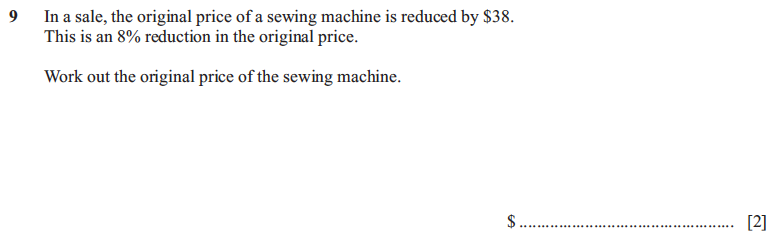 9 In a sale, the original price of a sewing machine is reduced by $38.
This is an 8% reduction in the original price.
Work out the original price of the sewing machine.
$ ................................................ [2]